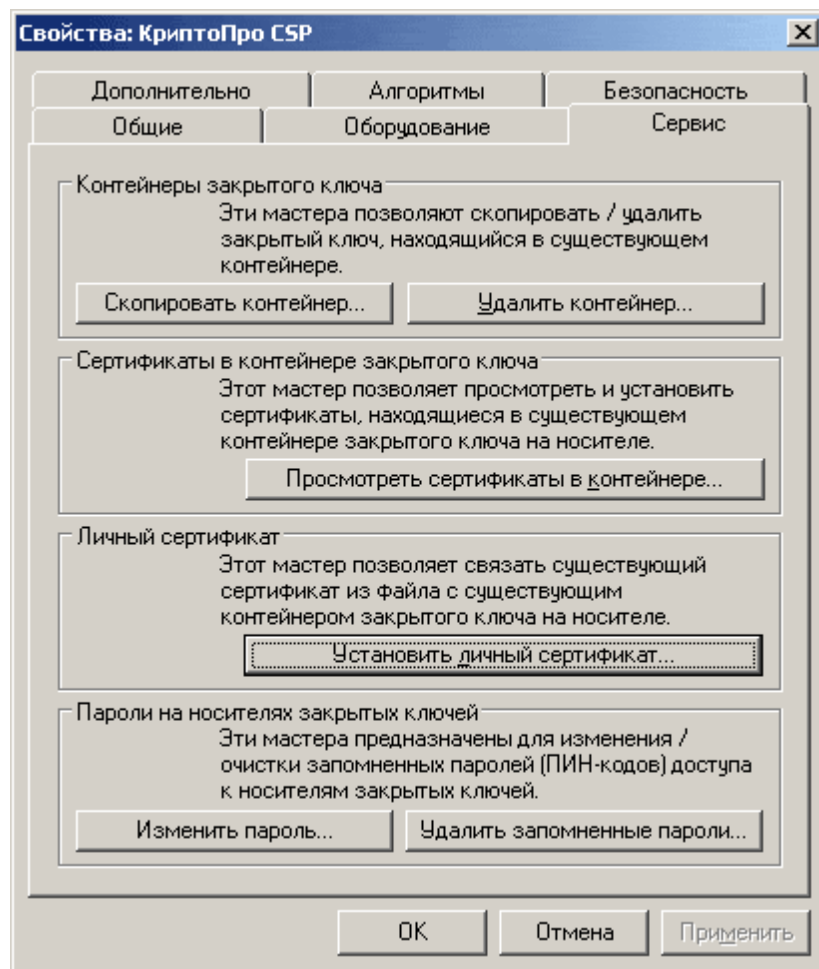 Свойства: КриптоПро CSP
Дополнительно
Алгоритмы
Безопасность
Общие
Оборудование
Сервис
Контейнеры закрытого ключа
Эти мастера позволяют скопировать / удалить
закрытый ключ, находящийся в существующем
контейнере.
Скопировать контейнер...
Удалить контейнер...
Сертификаты в контейнере закрытого ключа
Этот мастер позволяет просмотреть и установить
сертификаты, находящиеся в существующем
контейнере закрытого ключа на носителе.
Просмотреть сертификаты в контейнере...
Личный сертификат
Этот мастер позволяет связать существующий
сертификат из файла с существующим
контейнером закрытого ключа на носителе.
Установить личный сертификат...
Пароли на носителях закрытых ключей
Эти мастера предназначены для изменения /
очистки запомненных паролей (ПИН-кодов) доступа
к носителям закрытых ключей.
Изменить пароль...
Удалить запомненные пароли...
ОК
Отмена
Применить